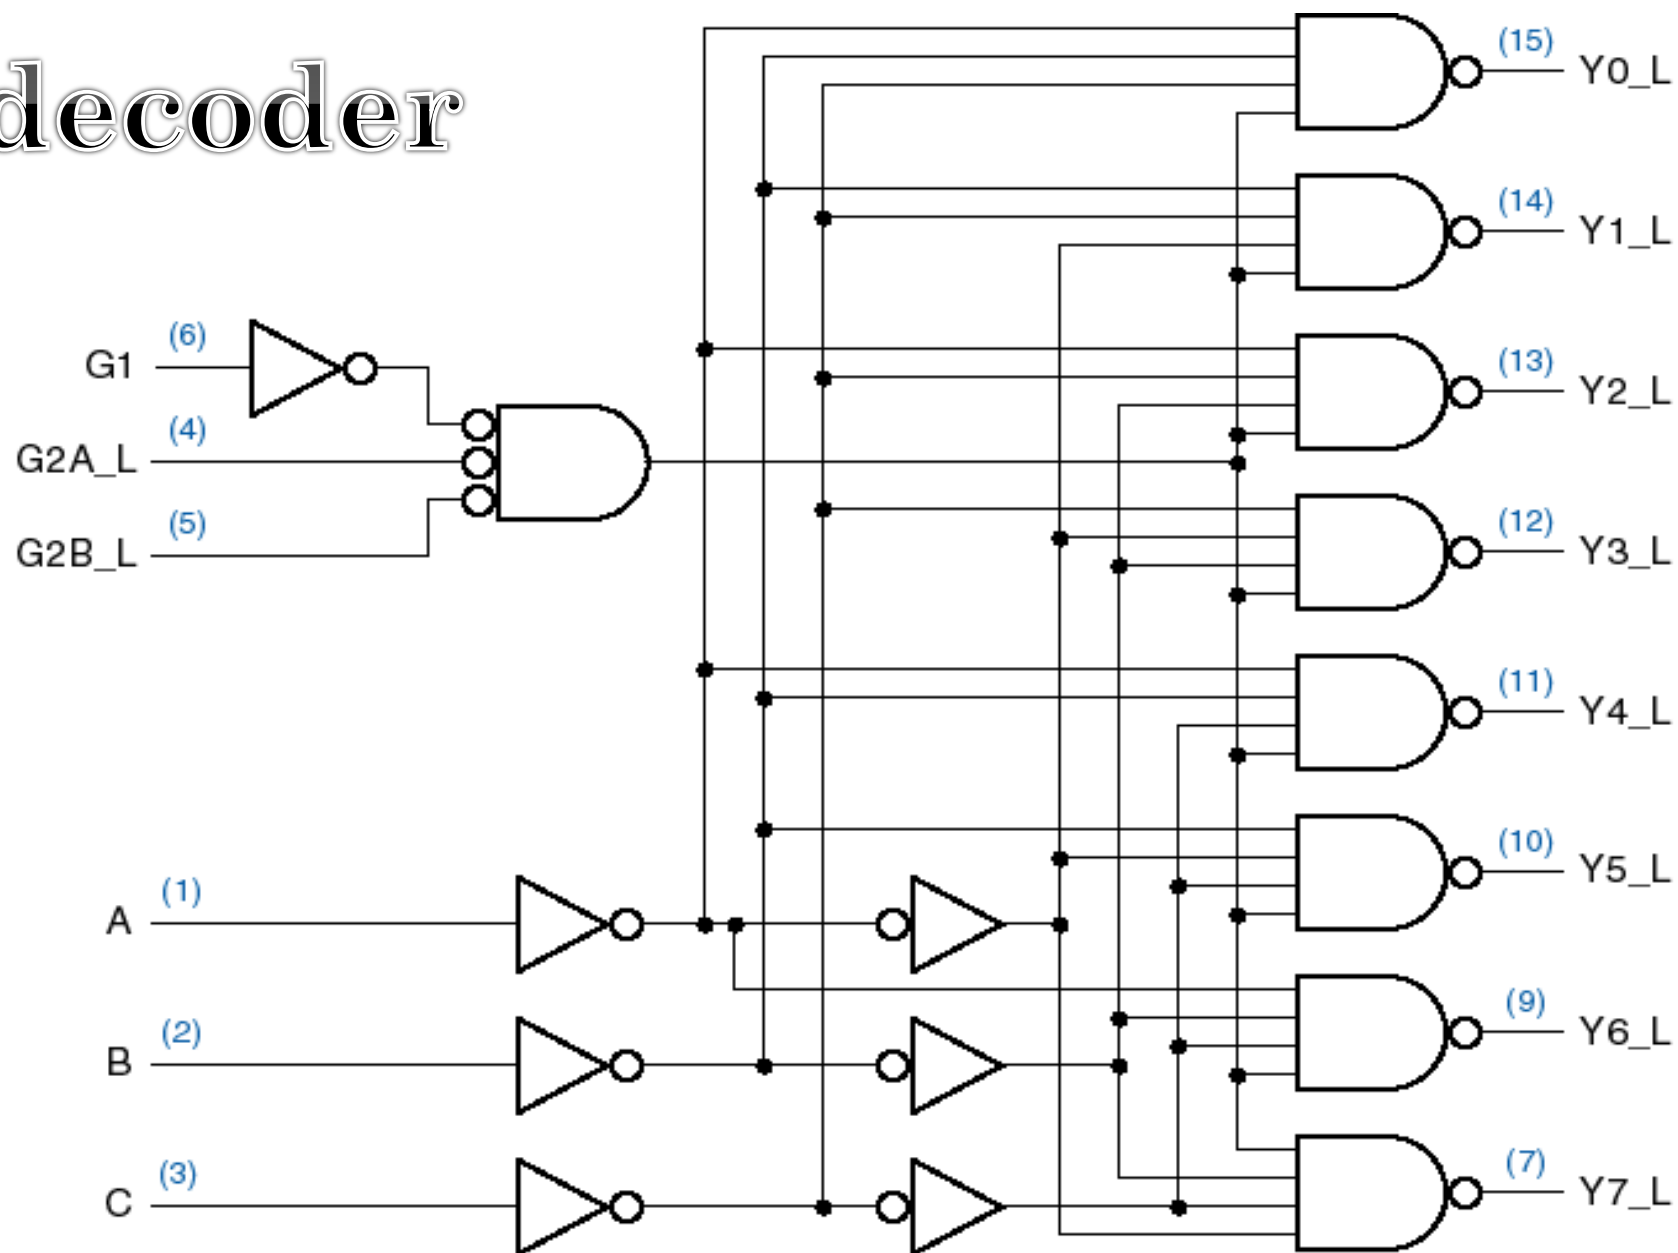 decoder
(15)
Y0_L
(14)
Y1_L
(6)
G1
(13)
Y2_L
(4)
G2A_L
(5)
G2B_L
(12)
Y3_L
(11)
Y4_L
(10)
Y5_L
(1)
A
(9)
Y6_L
(2)
B
(7)
Y7_L
(3)
C